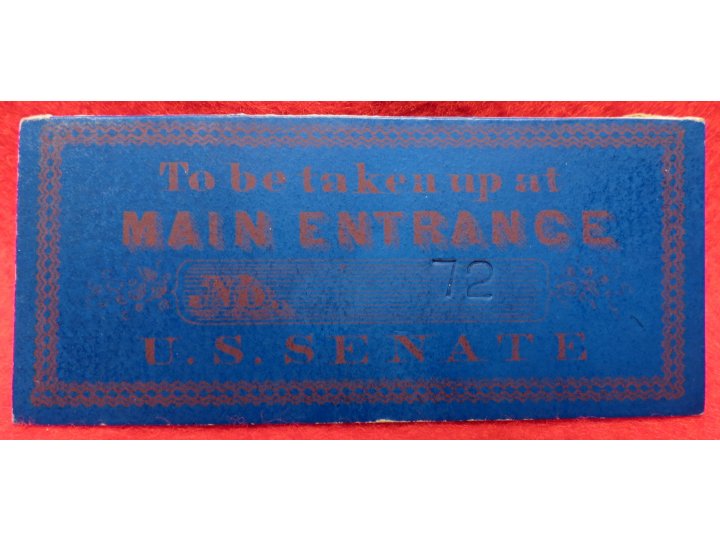 To be taken up at
MAIN ENTRANCE
No. 72
U. S. SENATE